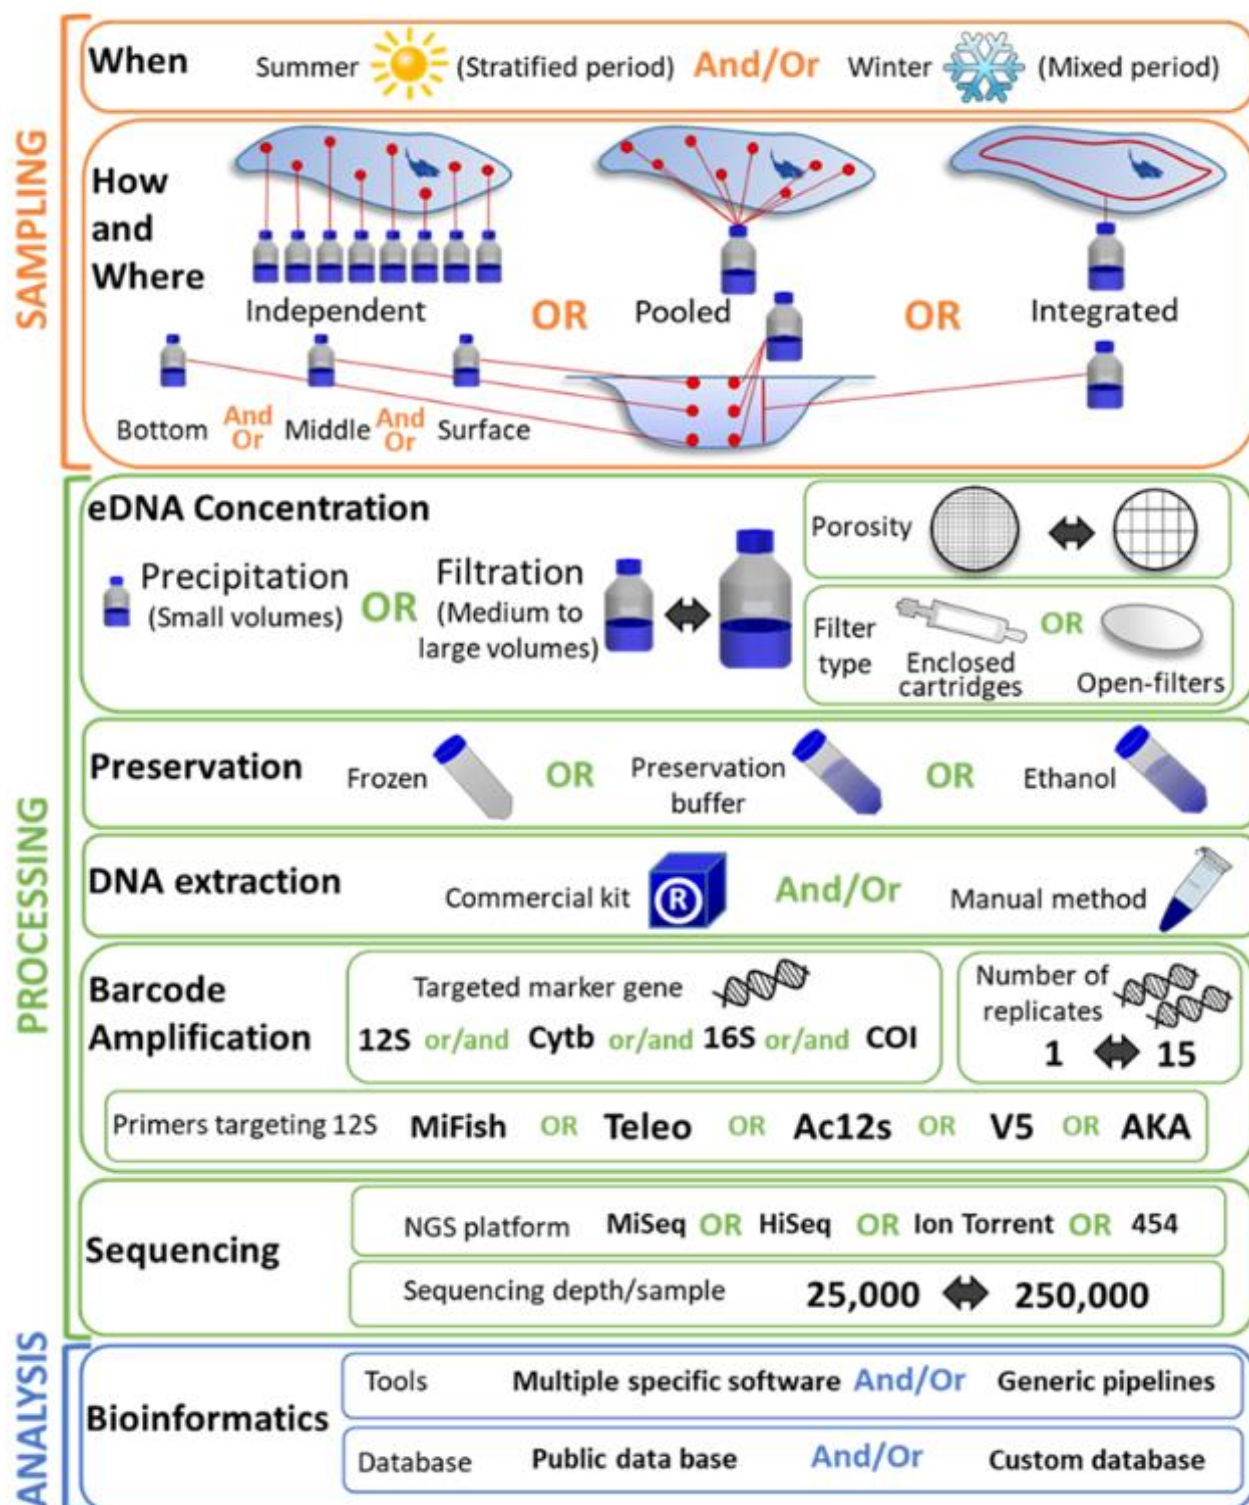 SAMPLING
When Summer (Stratified period) And/Or Winter (Mixed period)
How
and
Where
Independent OR Pooled OR Integrated
Bottom And Or Middle And Or Surface
PROCESSING
eDNA Concentration
Precipitation
(Small volumes)
OR
Filtration
(Medium to
large volumes)
Porosity
Filter
type
Enclosed
cartridges
OR
Open-filters
Preservation
Frozen OR Preservation
buffer
OR Ethanol
DNA extraction
Commercial kit R And/Or Manual method
Barcode
Amplification
Targeted marker gene
12S or/and Cytb or/and 16S or/and COI
Number of
replicates
1 15
Primers targeting 12S MiFish OR Teleo OR Ac12s OR V5 OR AKA
Sequencing
NGS platform MiSeq OR HiSeq OR Ion Torrent OR 454
Sequencing depth/sample 25,000 250,000
ANALYSIS
Bioinformatics
Tools Multiple specific software And/Or Generic pipelines
Database Public data base And/Or Custom database